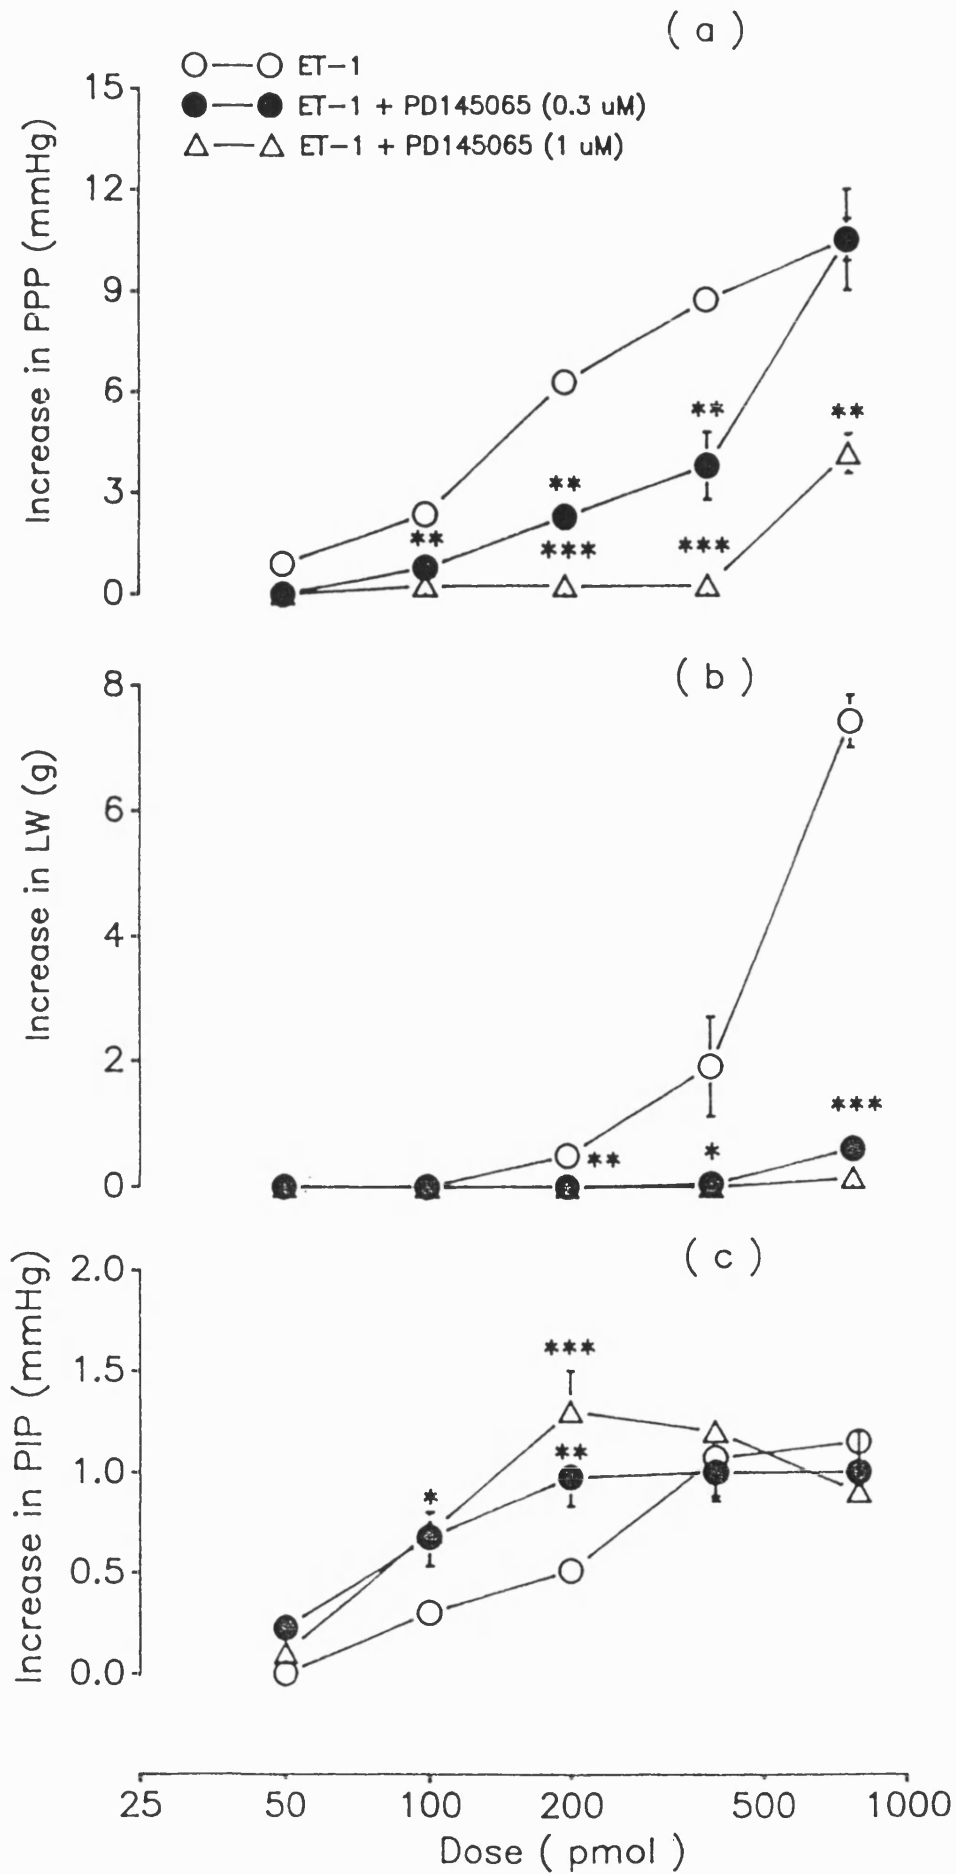 ( a )
ET-1
ET-1 + PD145065 (0.3 uM)
ET-1 + PD145065 (1 uM)
Increase in PPP (mmHg)
15
12
9
6
3
0
**
**
**
**
***
***
( b )
Increase in LW (g)
8
6
4
2
0
***
*
**
( c )
Increase in PIP (mmHg)
2.0
1.5
1.0
0.5
0.0
***
**
*
25 50 100 200 500 1000
Dose ( pmol )